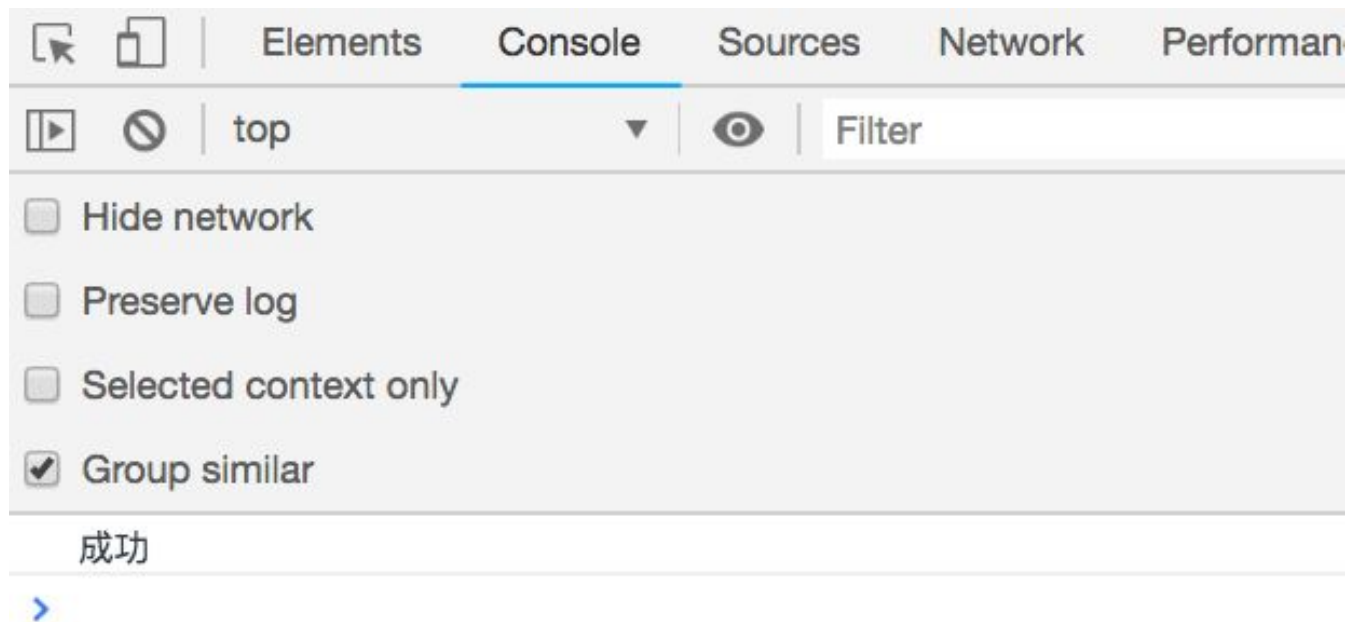 Elements Console Sources Network Performan
top Filter
Hide network
Preserve log
Selected context only
Group similar
成功